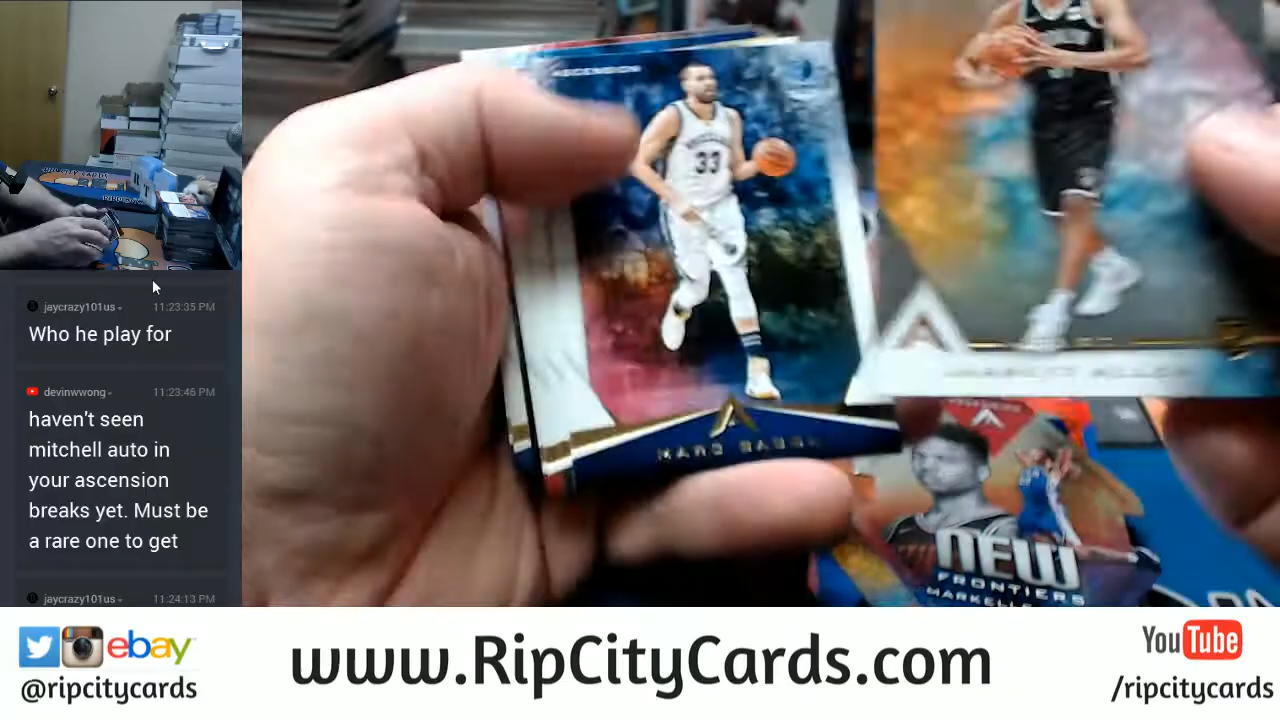 jaycrazy101us
11:23:35 PM
Who he play for
devinwwong
11:23:46 PM
haven't seen
mitchell auto in
your ascension
breaks yet. Must be
a rare one to get
jaycrazy101us
11:24:13 PM
ASCENSION
33
MARC GASOL
NEW
FRONTIERS
MARKELLE
ebay
@ripcitycards
www.RipCityCards.com
YouTube
/ripcitycards